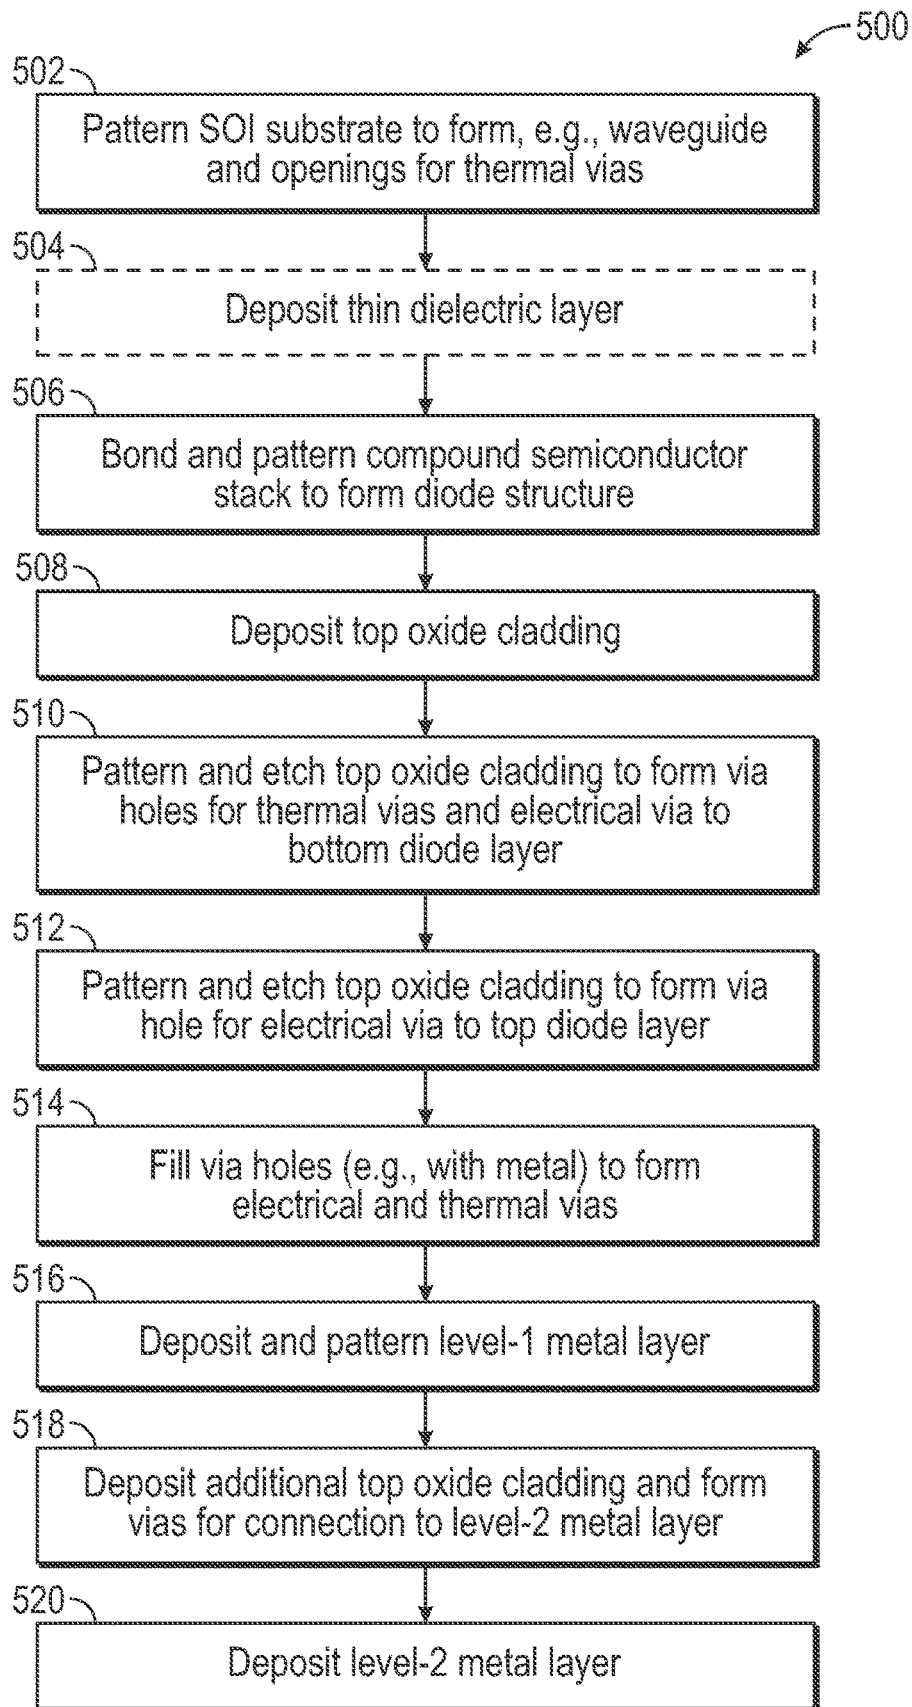 500
502
Pattern SOI substrate to form, e.g., waveguide
and openings for thermal vias
504
Deposit thin dielectric layer
506
Bond and pattern compound semiconductor
stack to form diode structure
508
Deposit top oxide cladding
510
Pattern and etch top oxide cladding to form via
holes for thermal vias and electrical via to
bottom diode layer
512
Pattern and etch top oxide cladding to form via
hole for electrical via to top diode layer
514
Fill via holes (e.g., with metal) to form
electrical and thermal vias
516
Deposit and pattern level-1 metal layer
518
Deposit additional top oxide cladding and form
vias for connection to level-2 metal layer
520
Deposit level-2 metal layer